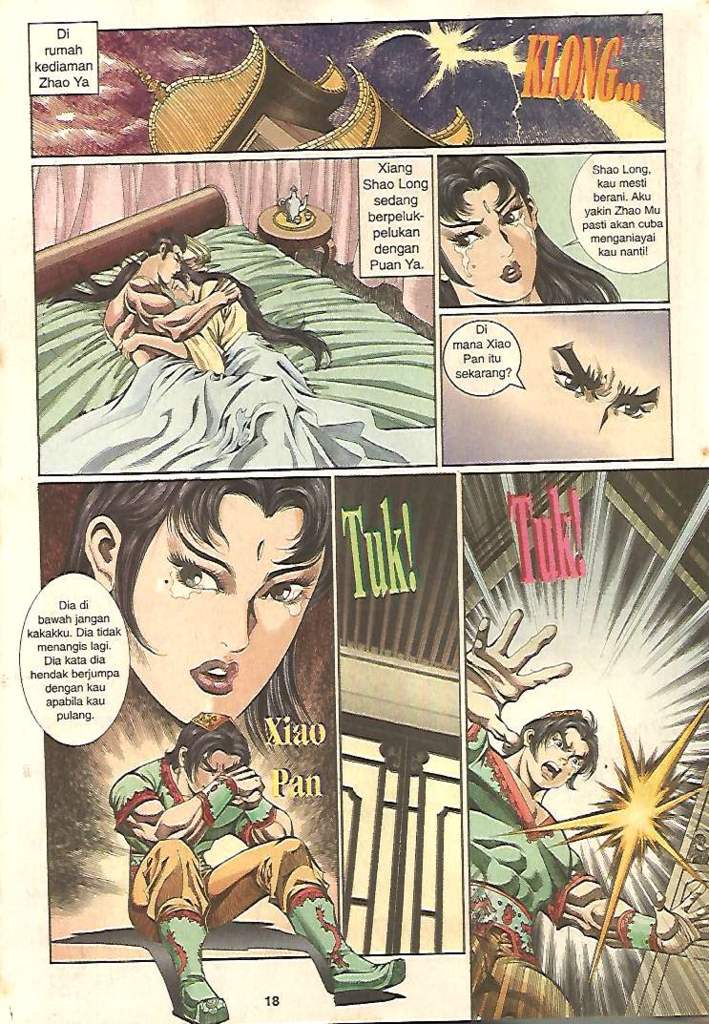 Di
rumah
kediaman
Zhao Ya
KLONG...
Xiang
Shao Long
sedang
berpeluk-
pelukan
dengan
Puan Ya.
Shao Long,
kau mesti
berani. Aku
yakin Zhao Mu
pasti akan cuba
menganiayai
kau nanti!
Di
mana Xiao
Pan itu
sekarang?
Dia di
bawah jangan
kakakku. Dia tidak
menangis lagi.
Dia kata dia
hendak berjumpa
dengan kau
apabila kau
pulang.
Xiao
Pan
Tuk!
Tuk!
18